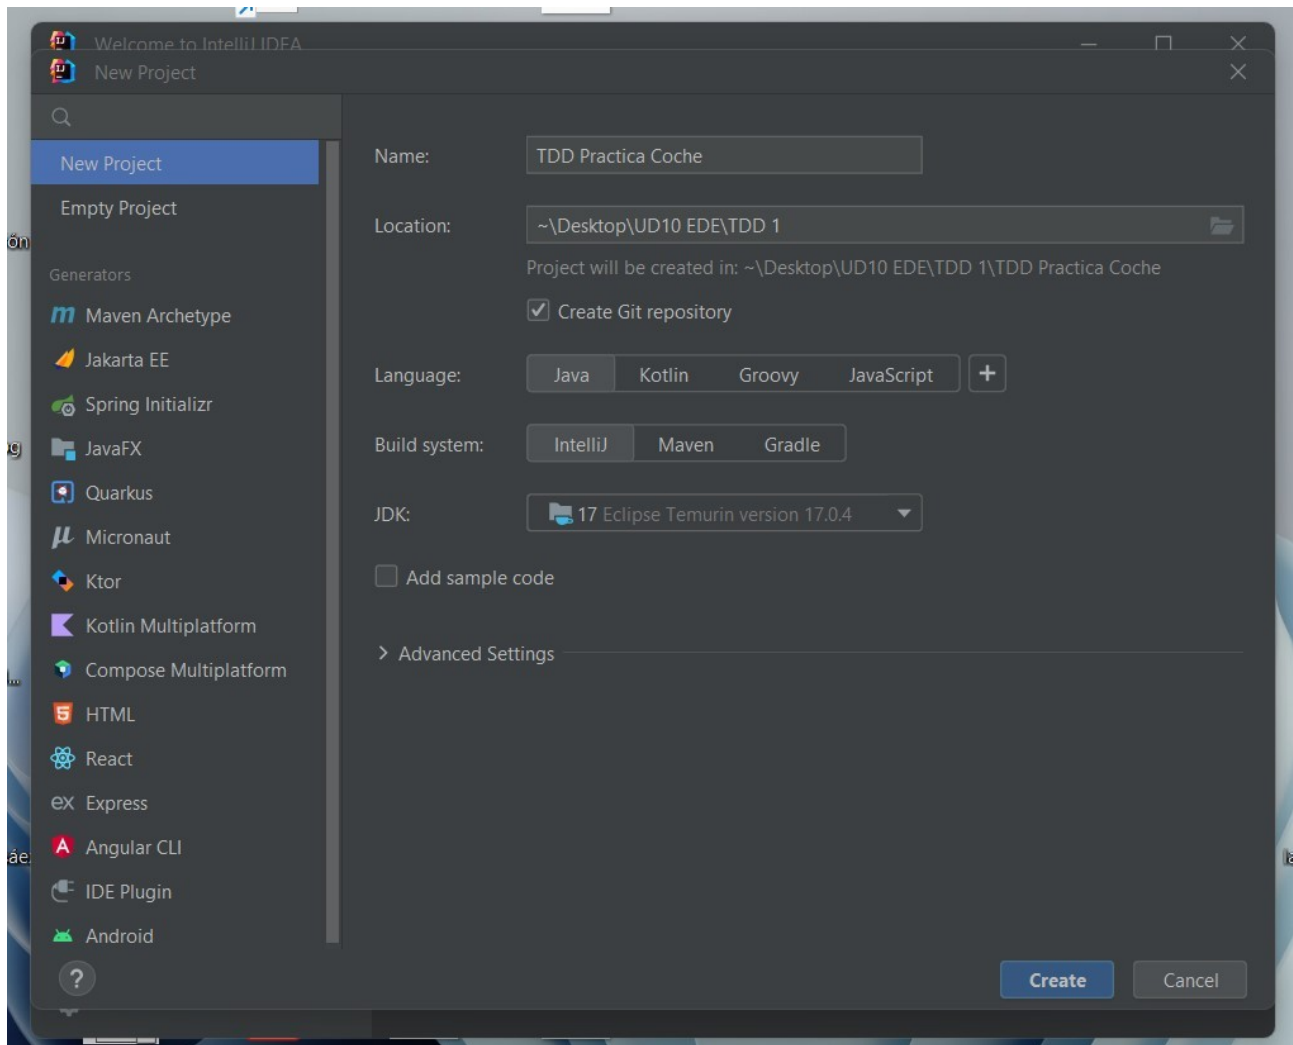 Welcome to IntelliJ IDEA
New Project
New Project
Empty Project
Generators
Maven Archetype
Jakarta EE
Spring Initializr
JavaFX
Quarkus
Micronaut
Ktor
Kotlin Multiplatform
Compose Multiplatform
HTML
React
ex Express
Angular CLI
IDE Plugin
Android
?
Name: TDD Practica Coche
Location: ~\Desktop\UD10 EDE\TDD 1
Project will be created in: ~\Desktop\UD10 EDE\TDD 1\TDD Practica Coche
Create Git repository
Language: Java Kotlin Groovy JavaScript +
Build system: IntelliJ Maven Gradle
JDK: 17 Eclipse Temurin version 17.0.4
Add sample code
Advanced Settings
Create Cancel
ón